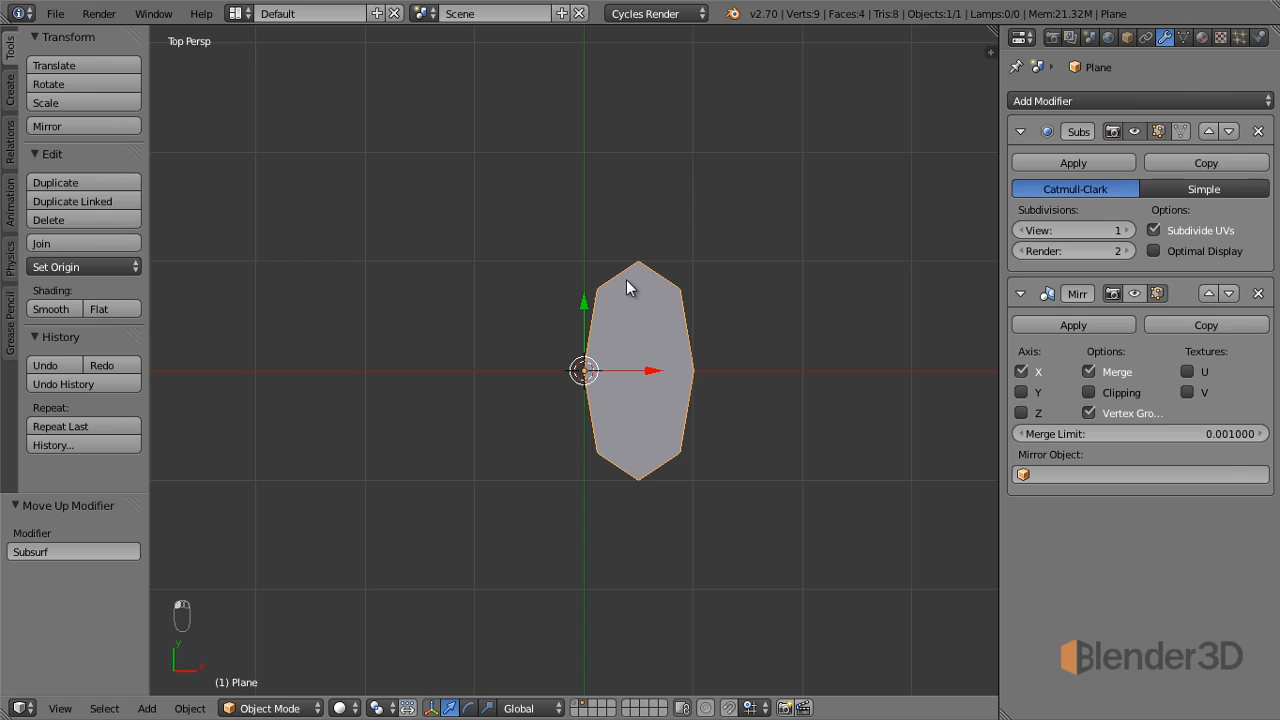 File Render Window Help Default Scene Cycles Render v2.70 | Verts:9 | Faces:4 | Tris:8 | Objects:1/1 | Lamps:0/0 | Mem:21.32M | Plane
Tools
Create
Relations
Animation
Physics
Grease Pencil
Transform
Translate
Rotate
Scale
Mirror
Edit
Duplicate
Duplicate Linked
Delete
Join
Set Origin
Shading:
Smooth Flat
History
Undo Redo
Undo History
Repeat:
Repeat Last
History...
Move Up Modifier
Modifier
Subsurf
Top Persp
y
x
(1) Plane
View Select Add Object Object Mode Global
Plane
Add Modifier
Subs
Apply Copy
Catmull-Clark Simple
Subdivisions: Options:
View: 1 Subdivide UVs
Render: 2 Optimal Display
Mirr
Apply Copy
Axis: Options: Textures:
X Merge U
Y Clipping V
Z Vertex Gro...
Merge Limit: 0.001000
Mirror Object:
Blender3D